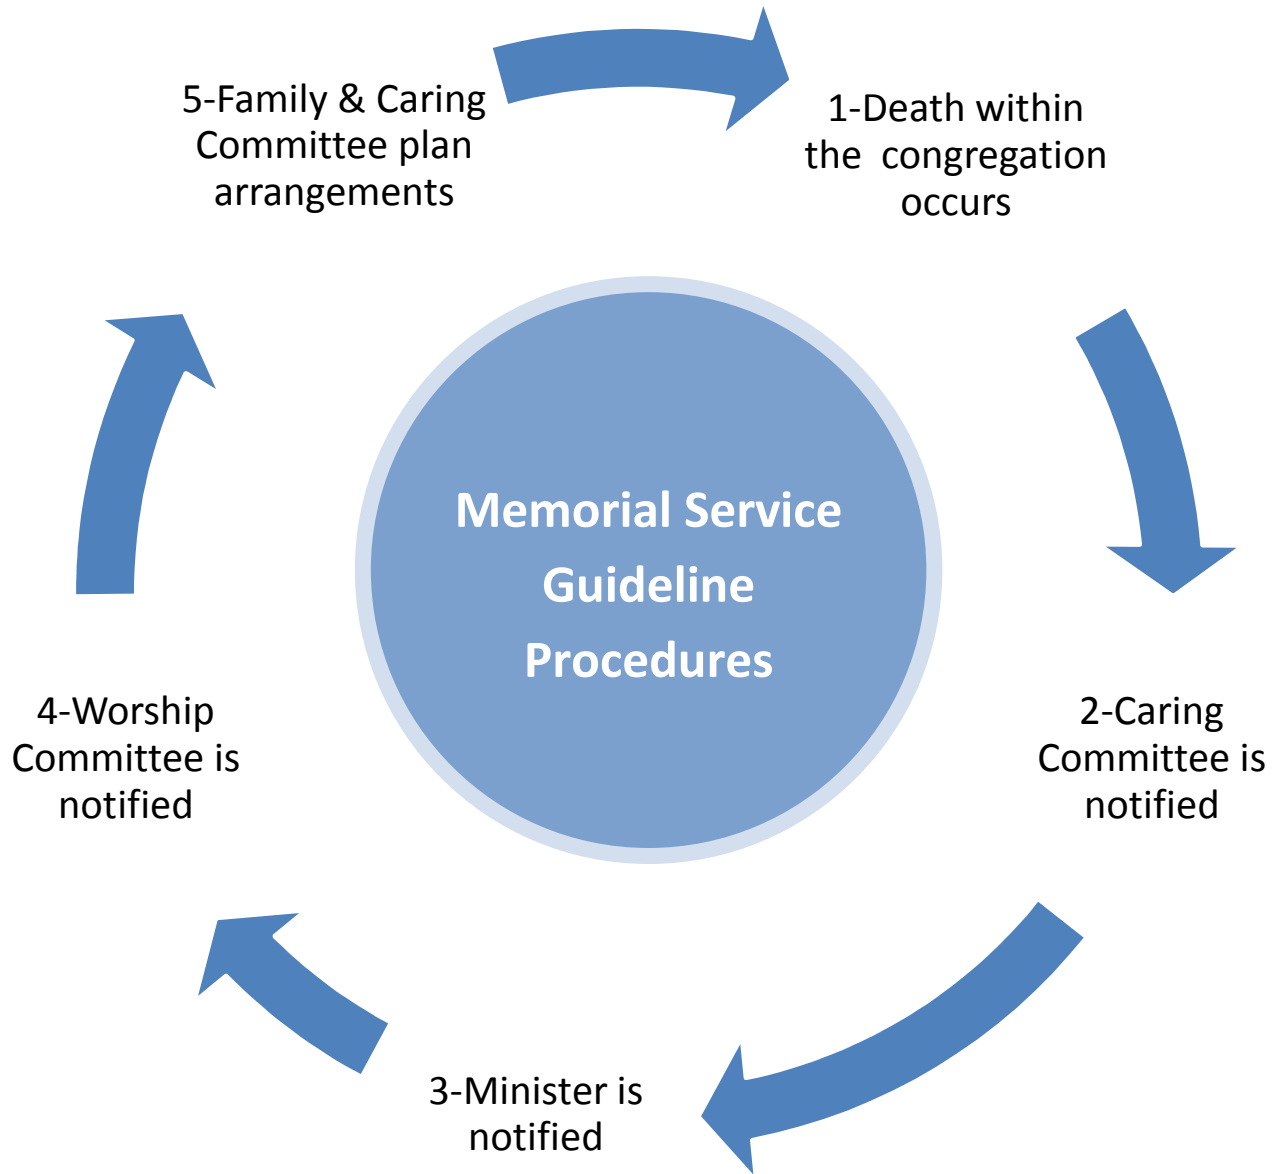 5-Family & Caring
Committee plan
arrangements
1-Death within
the  congregation
occurs
Memorial Service
Guideline
Procedures
4-Worship
Committee is
notified
2-Caring
Committee is
notified
3-Minister is
notified